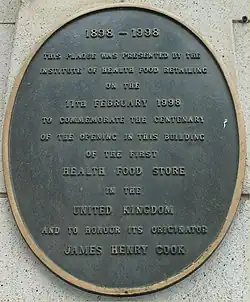 1898 – 1998
THIS PLAQUE WAS PRESENTED BY THE
INSTITUTE OF HEALTH FOOD RETAILING
ON THE
11TH FEBRUARY 1998
TO COMMEMORATE THE CENTENARY
OF THE OPENING IN THIS BUILDING
OF THE FIRST
HEALTH FOOD STORE
IN THE
UNITED KINGDOM
AND TO HONOUR ITS ORIGINATOR
JAMES HENRY COOK